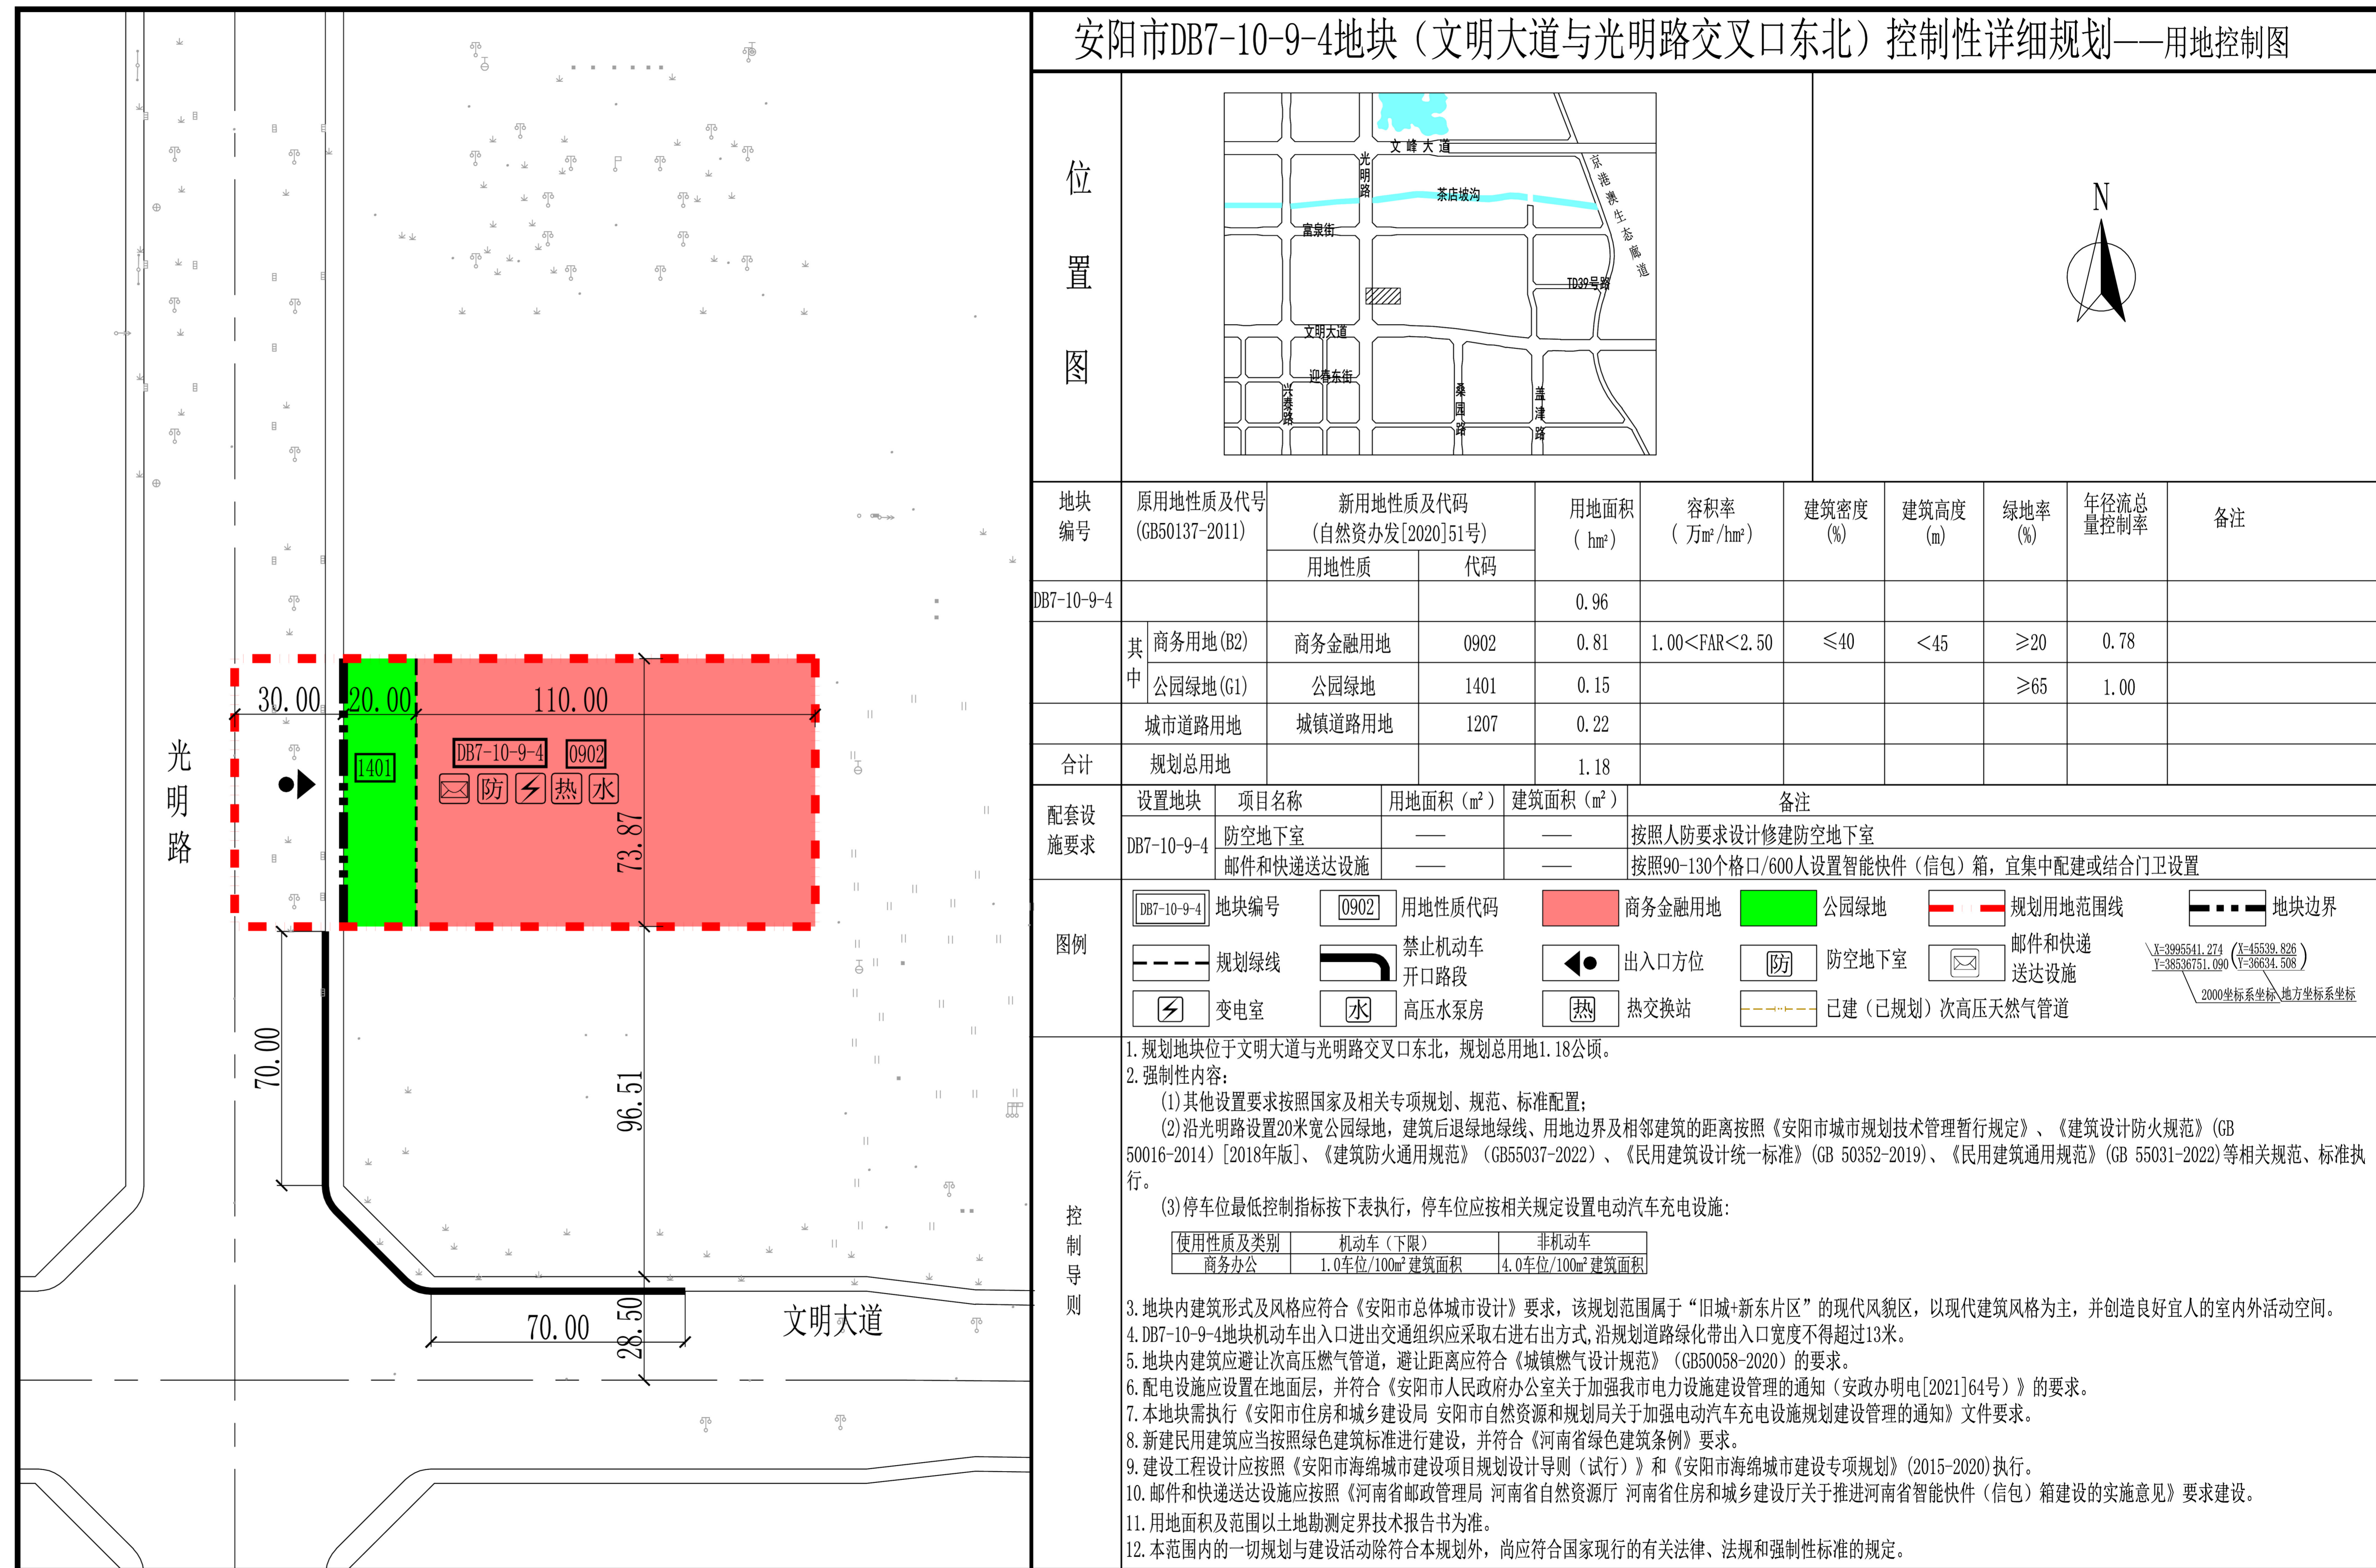 安阳市DB7-10-9-4地块（文明大道与光明路交叉口东北）控制性详细规划——用地控制图
位置图
文峰大道
光明路
茶店坡沟
京港澳生态廊道
富泉街
TD39号路
文明大道
迎春东街
兴泰路
桑园路
盖津路
N
30.00
20.00
110.00
DB7-10-9-4
0902
1401
防
热
水
73.87
光明路
70.00
96.51
28.50
70.00
文明大道
地块编号 原用地性质及代号(GB50137-2011) 新用地性质及代码(自然资办发[2020]51号) 用地面积（hm²） 容积率（万m²/hm²） 建筑密度(%) 建筑高度(m) 绿地率(%) 年径流总量控制率 备注
用地性质 代码
DB7-10-9-4 0.96
其中 商务用地(B2) 商务金融用地 0902 0.81 1.00＜FAR＜2.50 ≤40 ＜45 ≥20 0.78
公园绿地(G1) 公园绿地 1401 0.15 ≥65 1.00
城市道路用地 城镇道路用地 1207 0.22
合计 规划总用地 1.18
配套设施要求 设置地块 项目名称 用地面积（m²） 建筑面积（m²） 备注
DB7-10-9-4 防空地下室 —— —— 按照人防要求设计修建防空地下室
邮件和快递送达设施 —— —— 按照90-130个格口/600人设置智能快件（信包）箱，宜集中配建或结合门卫设置
图例
DB7-10-9-4 地块编号 0902 用地性质代码 商务金融用地 公园绿地 规划用地范围线 地块边界
规划绿线 禁止机动车开口路段 出入口方位 防 防空地下室 邮件和快递送达设施 X=3995541.274 Y=38536751.090 (X=45539.826 Y=36634.508) 2000坐标系坐标 地方坐标系坐标
变电室 水 高压水泵房 热 热交换站 已建（已规划）次高压天然气管道
控制导则
1.规划地块位于文明大道与光明路交叉口东北，规划总用地1.18公顷。
2.强制性内容：
(1)其他设置要求按照国家及相关专项规划、规范、标准配置；
(2)沿光明路设置20米宽公园绿地，建筑后退绿地绿线、用地边界及相邻建筑的距离按照《安阳市城市规划技术管理暂行规定》、《建筑设计防火规范》(GB
50016-2014）[2018年版]、《建筑防火通用规范》（GB55037-2022）、《民用建筑设计统一标准》(GB 50352-2019)、《民用建筑通用规范》(GB 55031-2022)等相关规范、标准执
行。
(3)停车位最低控制指标按下表执行，停车位应按相关规定设置电动汽车充电设施：
使用性质及类别 机动车（下限） 非机动车
商务办公 1.0车位/100m²建筑面积 4.0车位/100m²建筑面积
3.地块内建筑形式及风格应符合《安阳市总体城市设计》要求，该规划范围属于“旧城+新东片区”的现代风貌区，以现代建筑风格为主，并创造良好宜人的室内外活动空间。
4.DB7-10-9-4地块机动车出入口进出交通组织应采取右进右出方式,沿规划道路绿化带出入口宽度不得超过13米。
5.地块内建筑应避让次高压燃气管道，避让距离应符合《城镇燃气设计规范》（GB50058-2020）的要求。
6.配电设施应设置在地面层，并符合《安阳市人民政府办公室关于加强我市电力设施建设管理的通知（安政办明电[2021]64号）》的要求。
7.本地块需执行《安阳市住房和城乡建设局 安阳市自然资源和规划局关于加强电动汽车充电设施规划建设管理的通知》文件要求。
8.新建民用建筑应当按照绿色建筑标准进行建设，并符合《河南省绿色建筑条例》要求。
9.建设工程设计应按照《安阳市海绵城市建设项目规划设计导则（试行）》和《安阳市海绵城市建设专项规划》(2015-2020)执行。
10.邮件和快递送达设施应按照《河南省邮政管理局 河南省自然资源厅 河南省住房和城乡建设厅关于推进河南省智能快件（信包）箱建设的实施意见》要求建设。
11.用地面积及范围以土地勘测定界技术报告书为准。
12.本范围内的一切规划与建设活动除符合本规划外，尚应符合国家现行的有关法律、法规和强制性标准的规定。